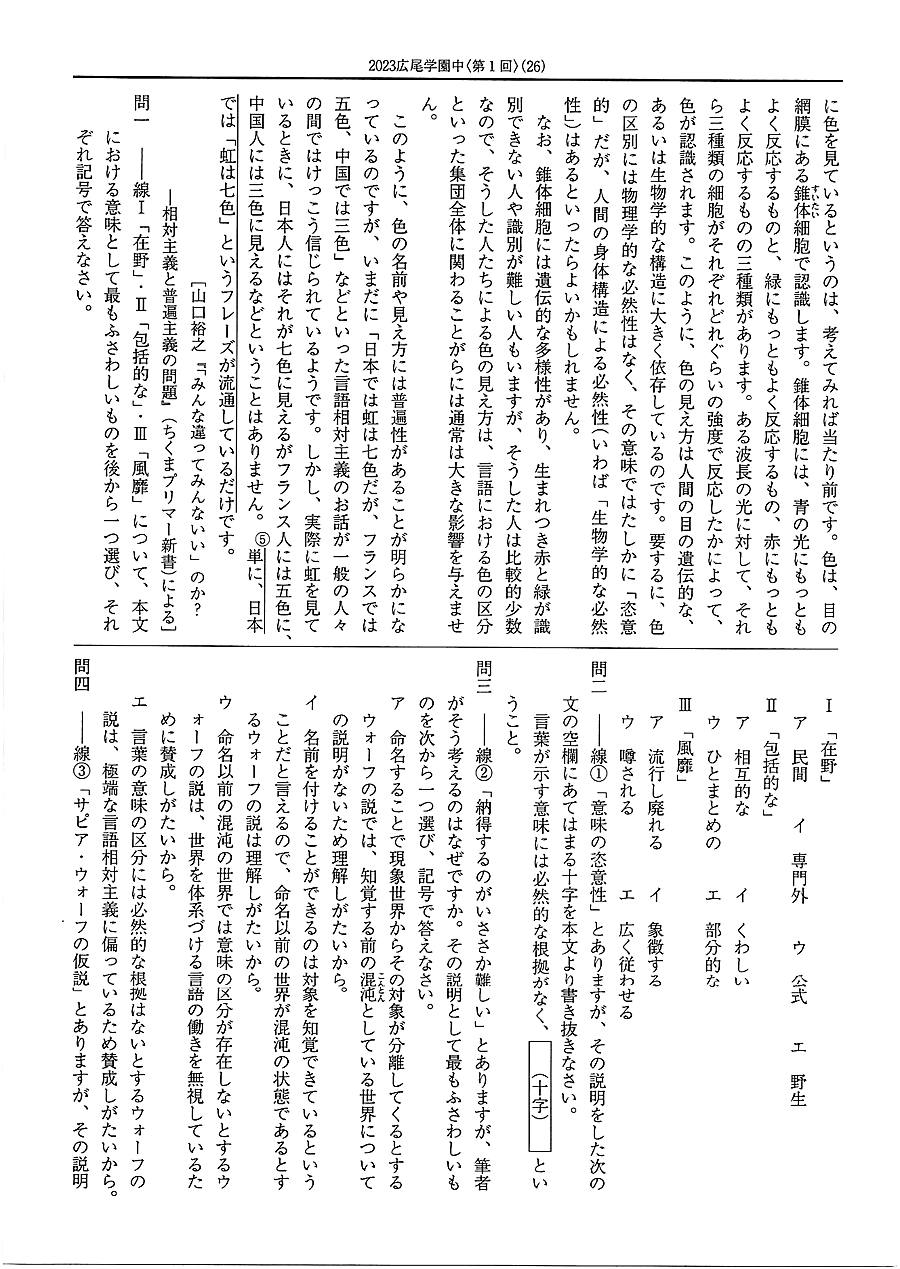 2023広尾学園中〈第1回〉(26)
に色を見ているというのは、考えてみれば当たり前です。色は、目の
網膜にある錐体細胞で認識します。錐体細胞には、青の光にもっとも
すいたい
よく反応するものと、緑にもっともよく反応するもの、赤にもっとも
よく反応するものの三種類があります。ある波長の光に対して、それ
ら三種類の細胞がそれぞれどれぐらいの強度で反応したかによって、
色が認識されます。このように、色の見え方は人間の目の遺伝的な、
あるいは生物学的な構造に大きく依存しているのです。要するに、色
の区別には物理学的な必然性はなく、その意味ではたしかに「恣意
的」だが、人間の身体構造による必然性(いわば「生物学的な必然
性」)はあるといったらよいかもしれません。
なお、錐体細胞には遺伝的な多様性があり、生まれつき赤と緑が識
別できない人や識別が難しい人もいますが、そうした人は比較的少数
なので、そうした人たちによる色の見え方は、言語における色の区分
といった集団全体に関わることがらには通常は大きな影響を与えませ
ん。
このように、色の名前や見え方には普遍性があることが明らかにな
っているのですが、いまだに「日本では虹は七色だが、フランスでは
五色、中国では三色」などといった言語相対主義のお話が一般の人々
の間ではけっこう信じられているようです。しかし、実際に虹を見て
いるときに、日本人にはそれが七色に見えるがフランス人には五色に、
中国人には三色に見えるなどということはありません。⑤単に、日本
では「虹は七色」というフレーズが流通しているだけです。
〔山口裕之『「みんな違ってみんないい」のか?
―相対主義と普遍主義の問題』(ちくまプリマー新書)による〕
問一 ――線Ⅰ「在野」・Ⅱ「包括的な」・Ⅲ「風靡」について、本文
における意味として最もふさわしいものを後から一つ選び、それ
ぞれ記号で答えなさい。
Ⅰ 「在野」
ア 民間 イ 専門外 ウ 公式 エ 野生
Ⅱ 「包括的な」
ア 相互的な イ くわしい
ウ ひとまとめの エ 部分的な
Ⅲ 「風靡」
ア 流行し廃れる イ 象徴する
ウ 噂される エ 広く従わせる
問二 ――線①「意味の恣意性」とありますが、その説明をした次の
文の空欄にあてはまる十字を本文より書き抜きなさい。
言葉が示す意味には必然的な根拠がなく、(十字)とい
うこと。
問三 ――線②「納得するのがいささか難しい」とありますが、筆者
がそう考えるのはなぜですか。その説明として最もふさわしいも
のを次から一つ選び、記号で答えなさい。
ア 命名することで現象世界からその対象が分離してくるとする
ウォーフの説では、知覚する前の混沌としている世界について
こんとん
の説明がないため理解しがたいから。
イ 名前を付けることができるのは対象を知覚できているという
ことだと言えるので、命名以前の世界が混沌の状態であるとす
るウォーフの説は理解しがたいから。
ウ 命名以前の混沌の世界では意味の区分が存在しないとするウ
ォーフの説は、世界を体系づける言語の働きを無視しているた
めに賛成しがたいから。
エ 言葉の意味の区分には必然的な根拠はないとするウォーフの
説は、極端な言語相対主義に偏っているため賛成しがたいから。
問四 ――線③「サピア・ウォーフの仮説」とありますが、その説明